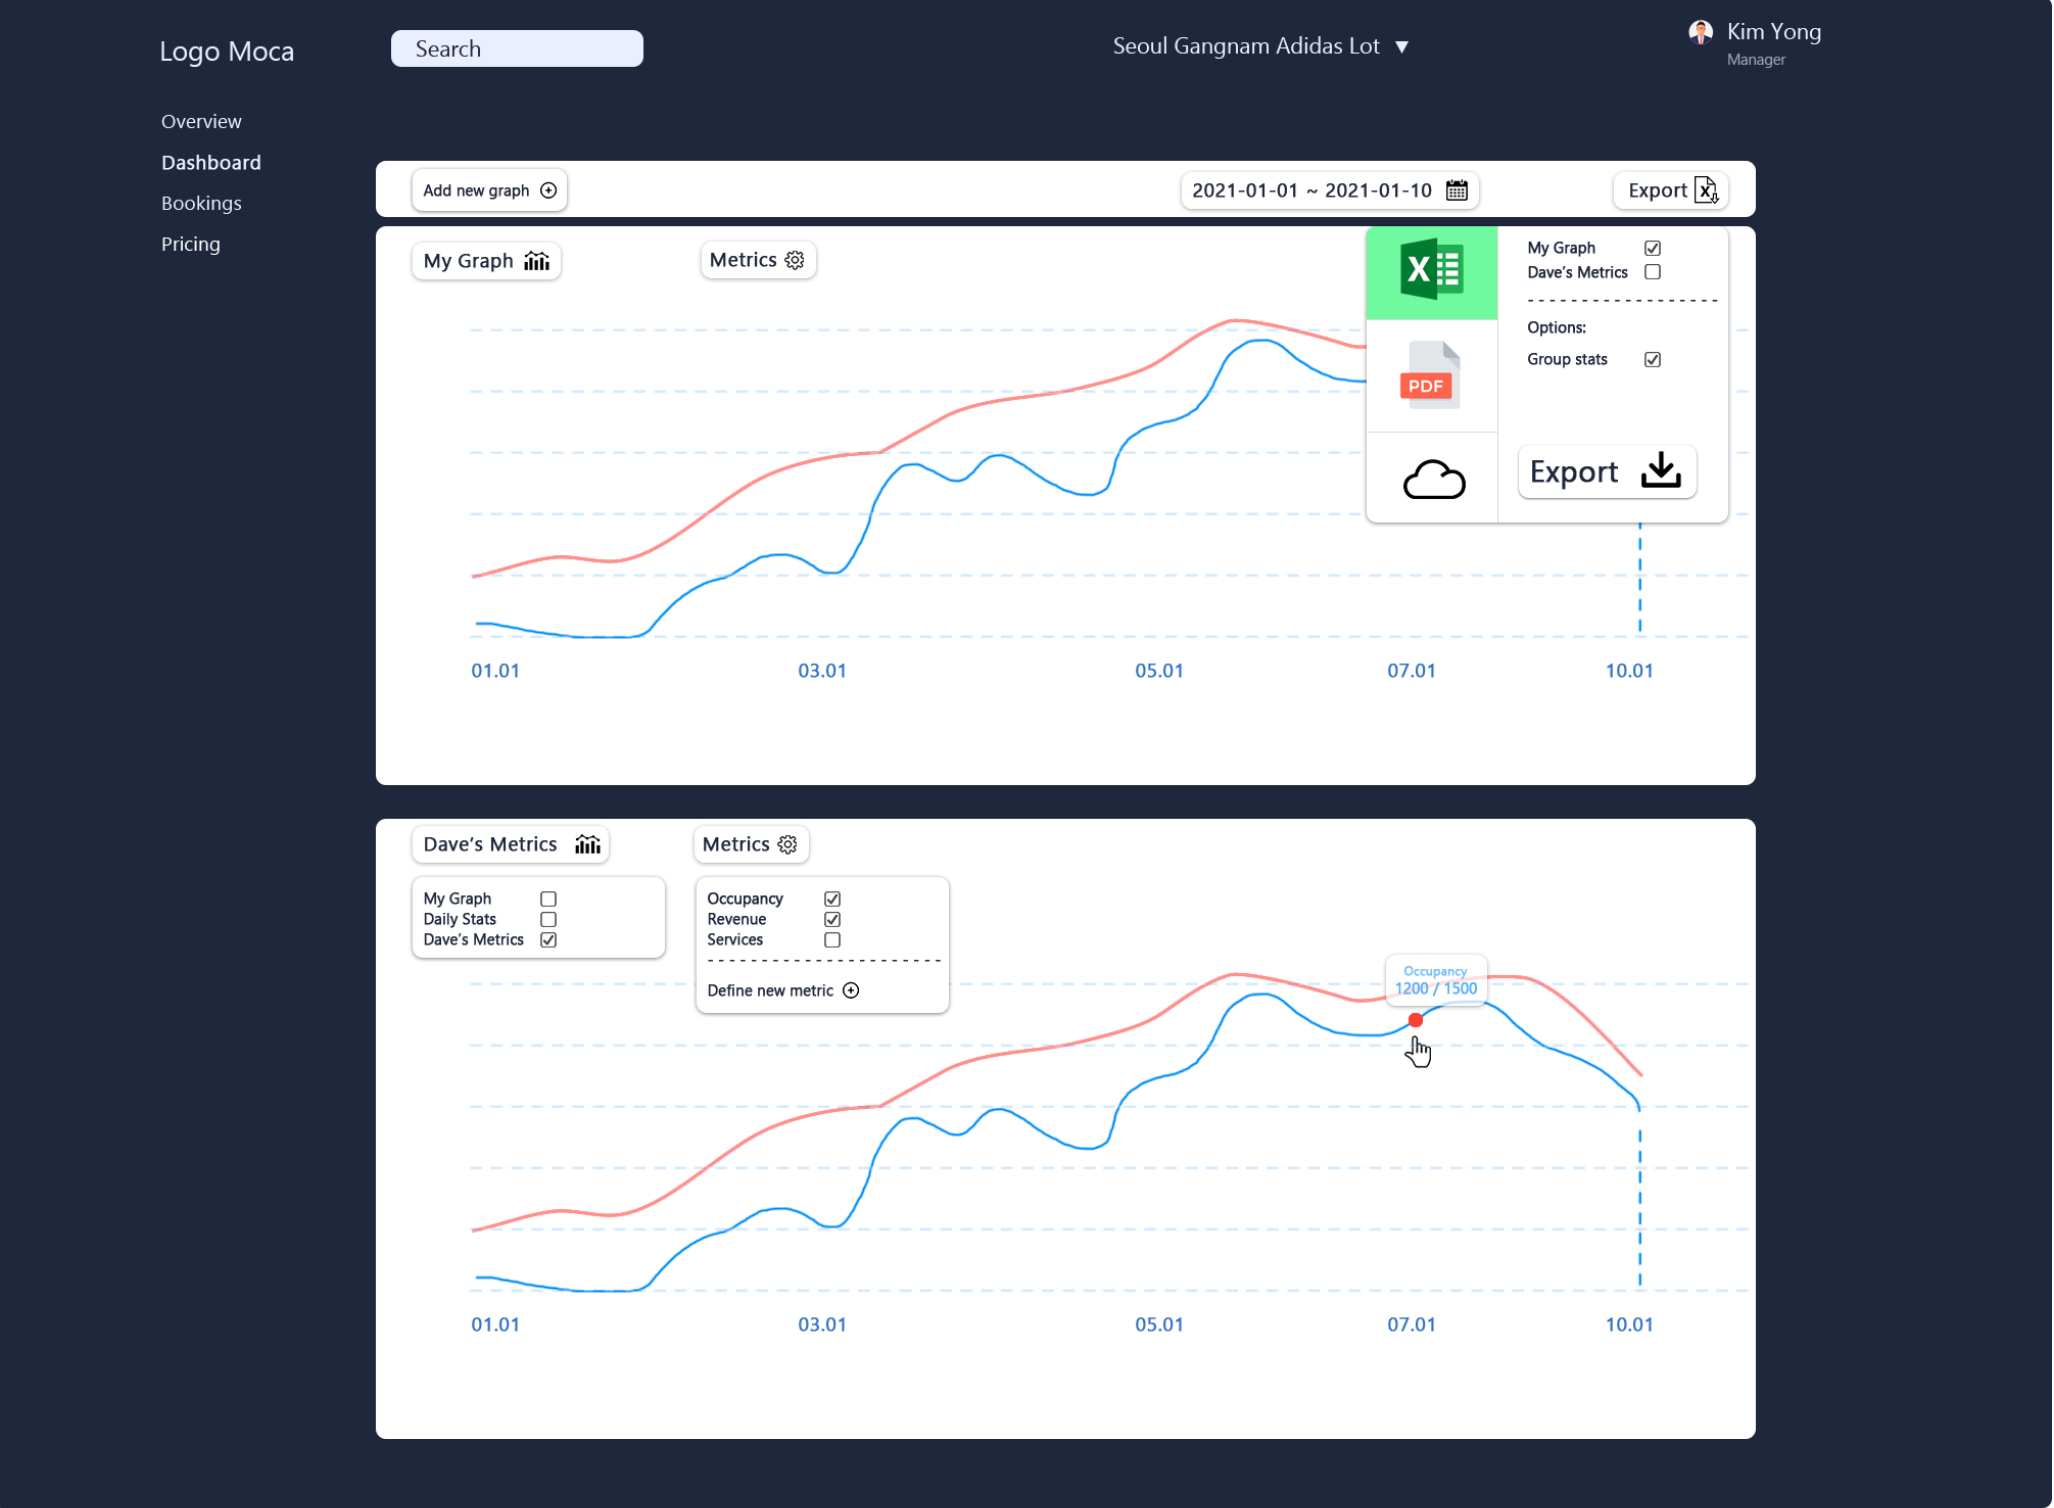 Logo Moca
Search
Seoul Gangnam Adidas Lot ▼
Kim Yong
Manager
Overview
Dashboard
Bookings
Pricing
Add new graph
2021-01-01 ~ 2021-01-10
Export
My Graph
Metrics
My Graph
Dave's Metrics
Options:
Group stats
PDF
Export
01.01 03.01 05.01 07.01 10.01
Dave's Metrics
Metrics
My Graph
Daily Stats
Dave's Metrics
Occupancy
Revenue
Services
Define new metric
Occupancy
1200 / 1500
01.01 03.01 05.01 07.01 10.01